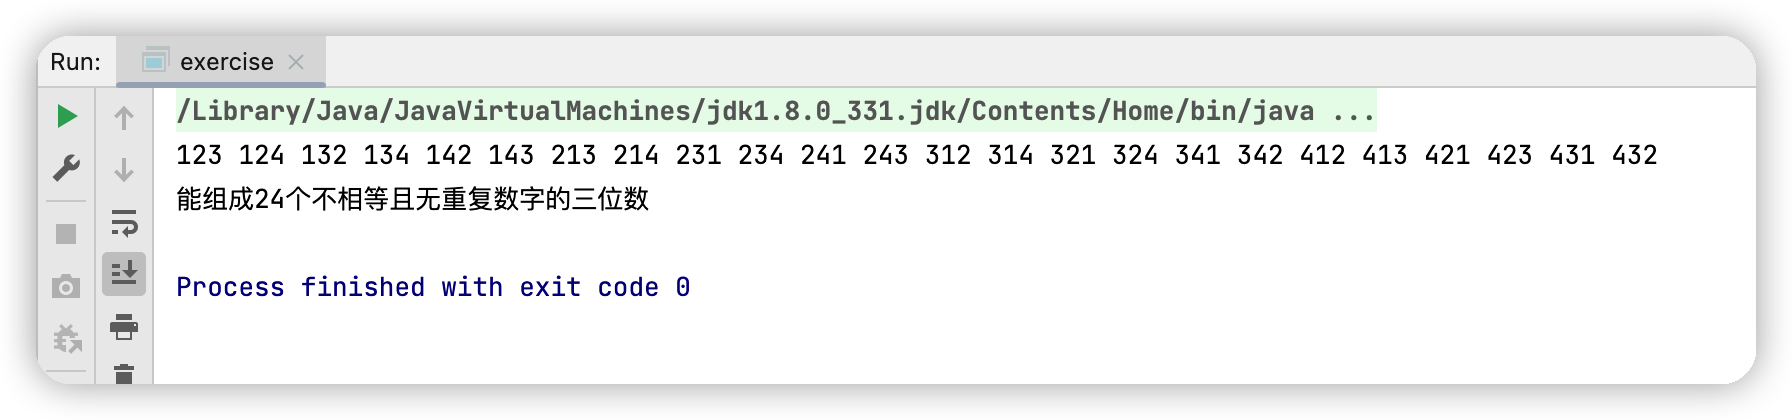 Run: exercise
/Library/Java/JavaVirtualMachines/jdk1.8.0_331.jdk/Contents/Home/bin/java ...
123 124 132 134 142 143 213 214 231 234 241 243 312 314 321 324 341 342 412 413 421 423 431 432
能组成24个不相等且无重复数字的三位数
Process finished with exit code 0